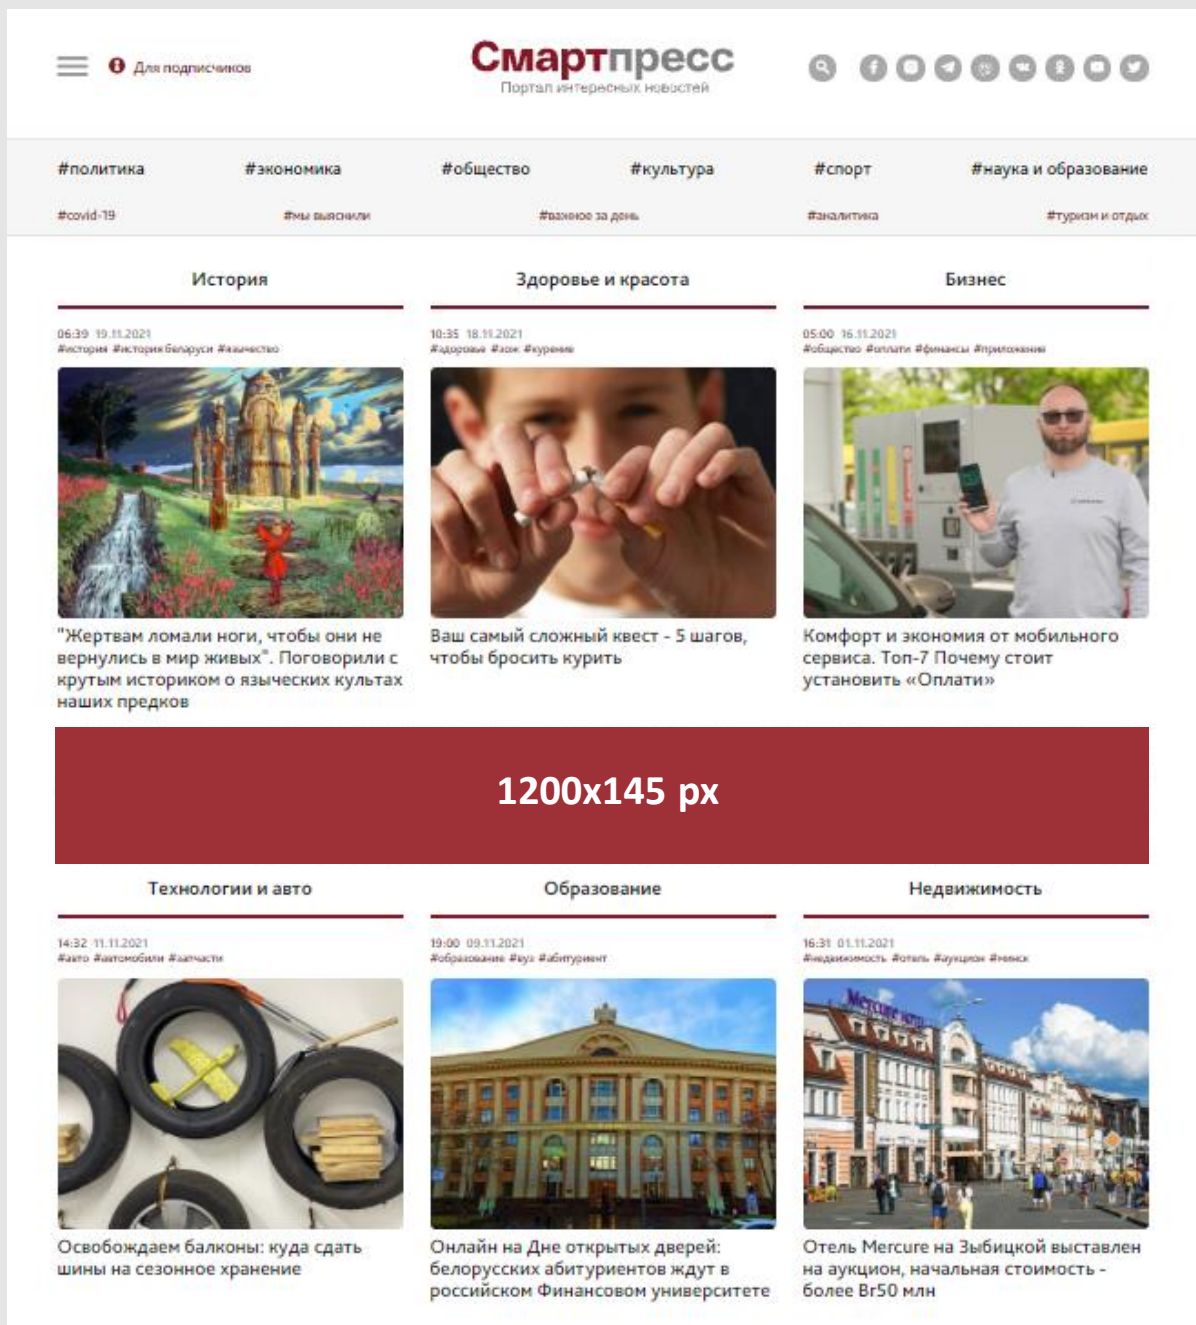 Для подписчиков
Смартпресс
Портал интересных новостей
#политика #экономика #общество #культура #спорт #наука и образование
#covid-19 #мы выяснили #важное за день #аналитика #туризм и отдых
История Здоровье и красота Бизнес
06:39 19.11.2021
#история #история беларуси #язычество
10:35 18.11.2021
#здоровье #зож #курение
05:00 16.11.2021
#общество #оплати #финансы #приложение
"Жертвам ломали ноги, чтобы они не
вернулись в мир живых". Поговорили с
крутым историком о языческих культах
наших предков
Ваш самый сложный квест - 5 шагов,
чтобы бросить курить
Комфорт и экономия от мобильного
сервиса. Топ-7 Почему стоит
установить «Оплати»
1200x145 px
Технологии и авто Образование Недвижимость
14:32 11.11.2021
#авто #автомобили #запчасти
19:00 09.11.2021
#образование #вуз #абитуриент
16:31 01.11.2021
#недвижимость #отель #аукцион #минск
Mercure
Освобождаем балконы: куда сдать
шины на сезонное хранение
Онлайн на Дне открытых дверей:
белорусских абитуриентов ждут в
российском Финансовом университете
Отель Mercure на Зыбицкой выставлен
на аукцион, начальная стоимость -
более Br50 млн